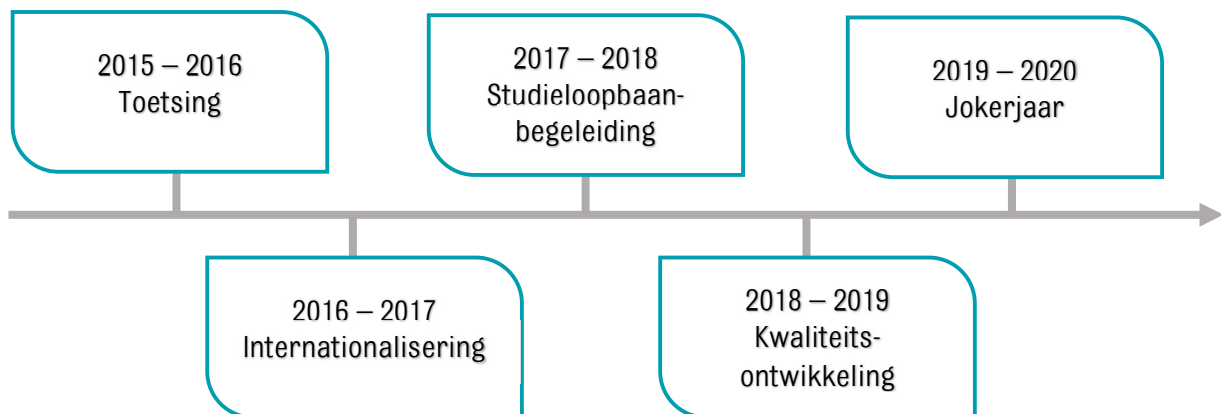 2015 – 2016
Toetsing
2016 – 2017
Internationalisering
2017 – 2018
Studieloopbaan-
begeleiding
2018 – 2019
Kwaliteits-
ontwikkeling
2019 – 2020
Jokerjaar